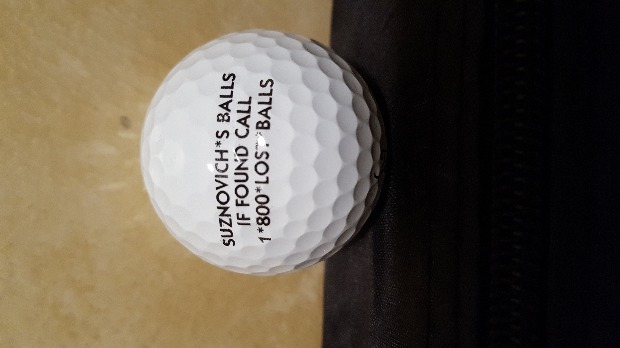 SUZNOVICH*S BALLS
IF FOUND CALL
1*800*LOST*BALLS